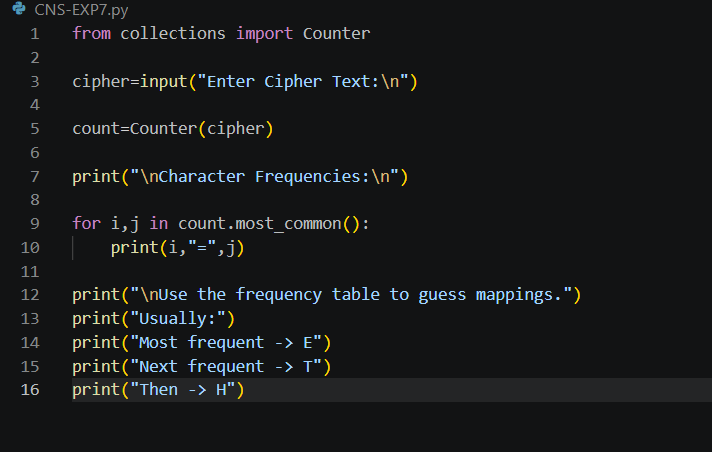 CNS-EXP7.py
1 from collections import Counter
2
3 cipher=input("Enter Cipher Text:\n")
4
5 count=Counter(cipher)
6
7 print("\nCharacter Frequencies:\n")
8
9 for i,j in count.most_common():
10     print(i,"=",j)
11
12 print("\nUse the frequency table to guess mappings.")
13 print("Usually:")
14 print("Most frequent -> E")
15 print("Next frequent -> T")
16 print("Then -> H")